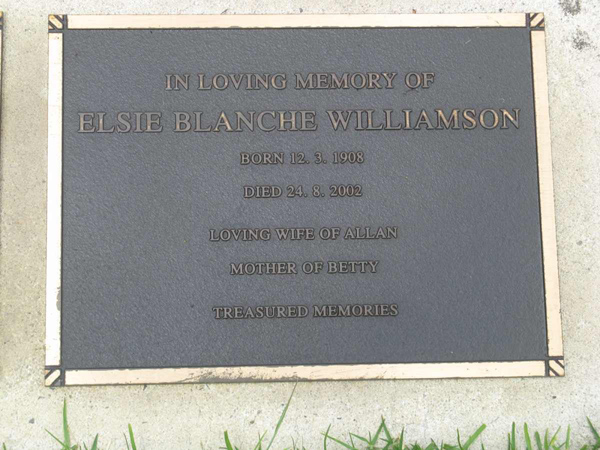 IN LOVING MEMORY OF
ELSIE BLANCHE WILLIAMSON
BORN 12. 3. 1908
DIED 24. 8. 2002
LOVING WIFE OF ALLAN
MOTHER OF BETTY
TREASURED MEMORIES